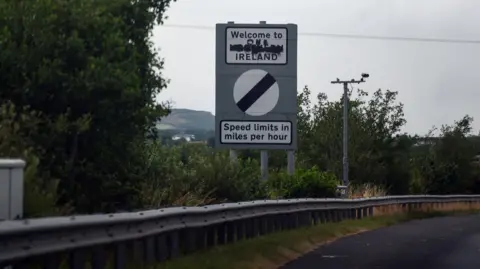 Welcome to
IRELAND
Speed limits in
miles per hour